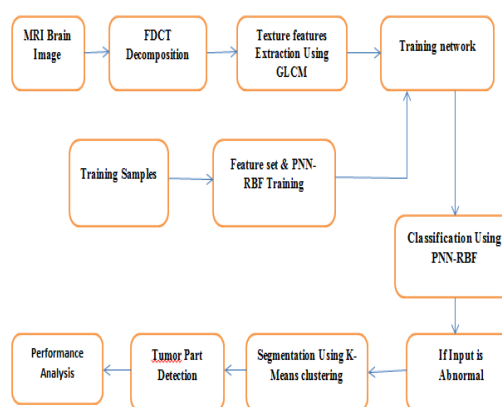 MRI Brain
Image
FDCT
Decomposition
Texture features
Extraction Using
GLCM
Training network
Training Samples
Feature set & PNN-
RBF Training
Classification Using
PNN-RBF
If Input is
Abnormal
Segmentation Using K-
Means clustering
Tumor Part
Detection
Performance
Analysis